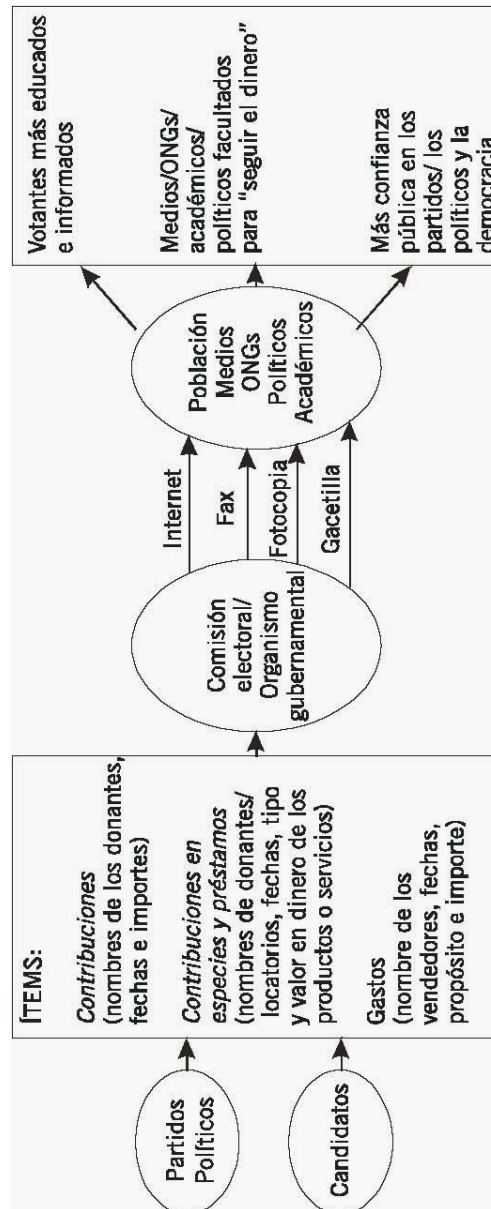 Partidos
Políticos
Candidatos
ÍTEMS:
Contribuciones
(nombres de los donantes,
fechas e importes)
Contribuciones en
especies y préstamos
(nombres de donantes/
locatorios, fechas, tipo
y valor en dinero de los
productos o servicios)
Gastos
(nombre de los
vendedores, fechas,
propósito e importe)
Comisión
electoral/
Organismo
gubernamental
Internet
Fax
Fotocopia
Gacetilla
Población
Medios
ONGs
Políticos
Académicos
Votantes más educados
e informados
Medios/ONGs/
académicos/
políticos facultados
para "seguir el dinero"
Más confianza
pública en los
partidos/ los
políticos y la
democracia